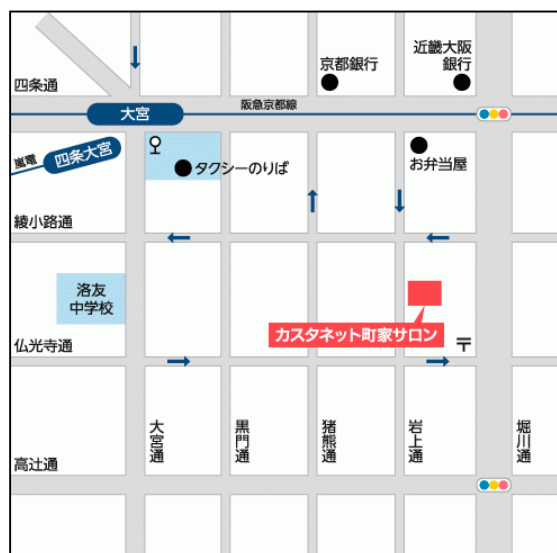 近畿大阪
銀行
京都銀行
四条通
大宮
阪急京都線
嵐電
四条大宮
タクシーのりば
お弁当屋
綾小路通
洛友
中学校
カスタネット町家サロン
仏光寺通
〒
大宮通
黒門通
猪熊通
岩上通
堀川通
高辻通